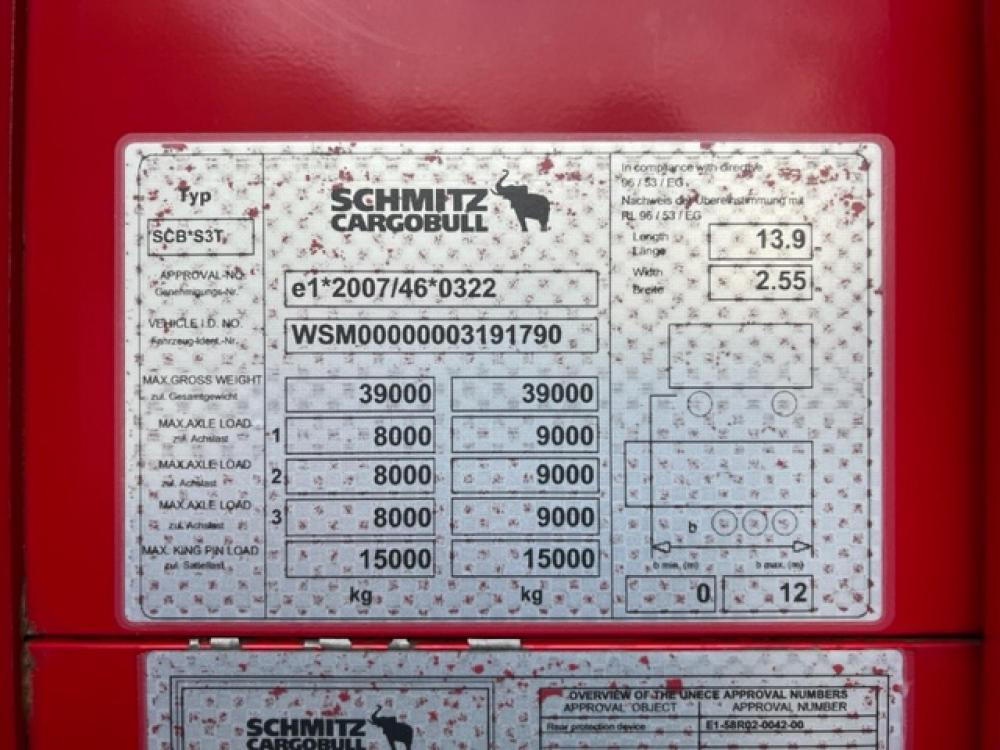 Typ
SCB*S3T
SCHMITZ
CARGOBULL
In compliance with directive
96 / 53 / EG
Nachweis der Übereinstimmung mit
RL 96 / 53 / EG
Length
Länge
13.9
m
Width
Breite
2.55
m
APPROVAL-NO.
Genehmigungs-Nr.
e1*2007/46*0322
VEHICLE I.D. NO.
Fahrzeug-Ident.-Nr.
WSM00000003191790
MAX.GROSS WEIGHT
zul. Gesamtgewicht
39000 39000
MAX.AXLE LOAD
zul. Achslast
1 8000 9000
MAX.AXLE LOAD
zul. Achslast
2 8000 9000
MAX.AXLE LOAD
zul. Achslast
3 8000 9000
MAX. KING PIN LOAD
zul. Sattellast
15000 15000
kg kg
b
b min. (m) b max. (m)
0 12
SCHMITZ
CARGOBULL
OVERVIEW OF THE UNECE APPROVAL NUMBERS
APPROVAL OBJECT APPROVAL NUMBER
Rear protection device E1-58R02-0042-00